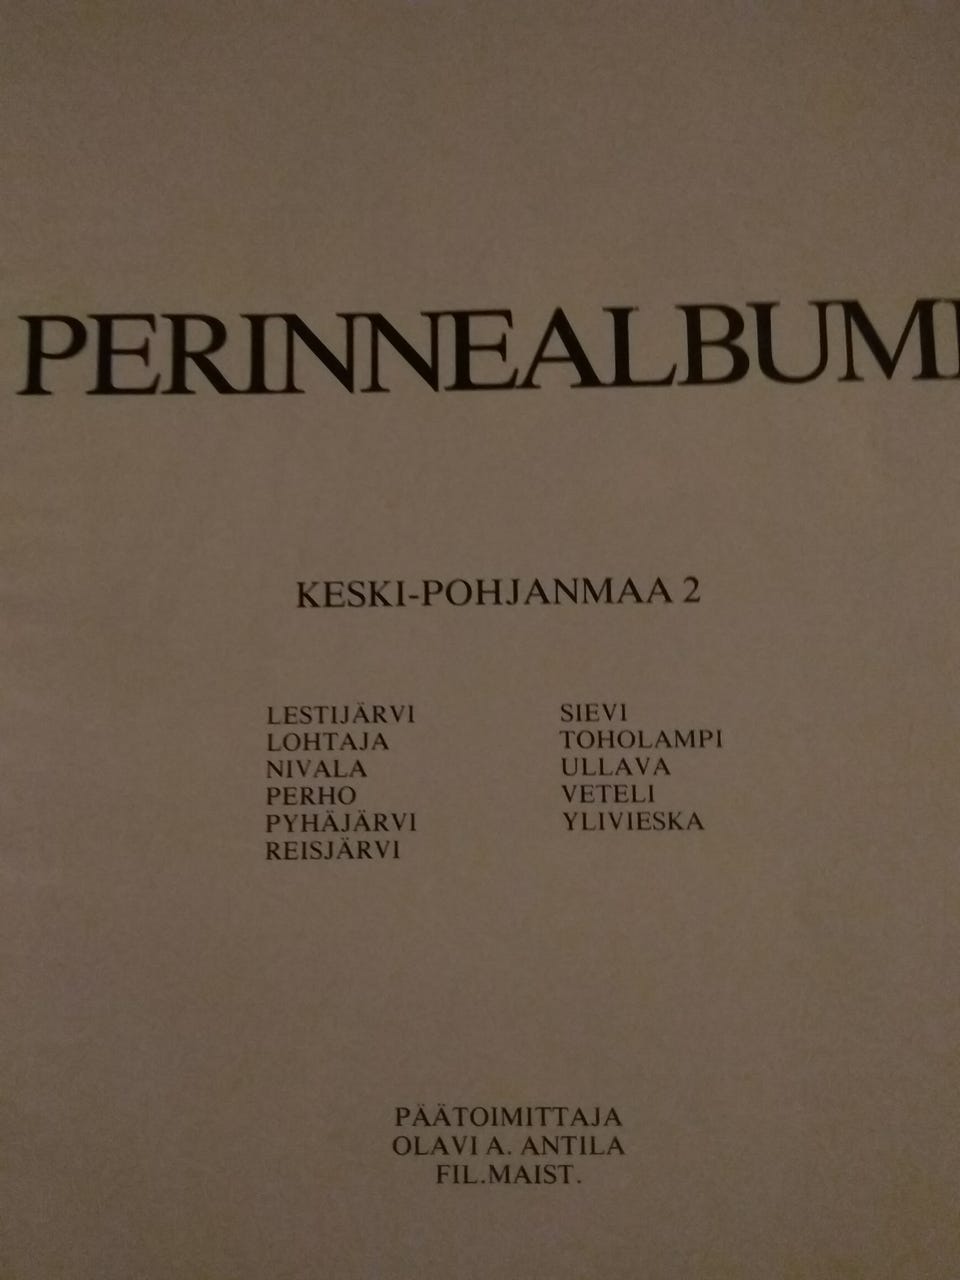 PERINNEALBUMI
KESKI-POHJANMAA 2
LESTIJÄRVI
LOHTAJA
NIVALA
PERHO
PYHÄJÄRVI
REISJÄRVI
SIEVI
TOHOLAMPI
ULLAVA
VETELI
YLIVIESKA
PÄÄTOIMITTAJA
OLAVI A. ANTILA
FIL.MAIST.